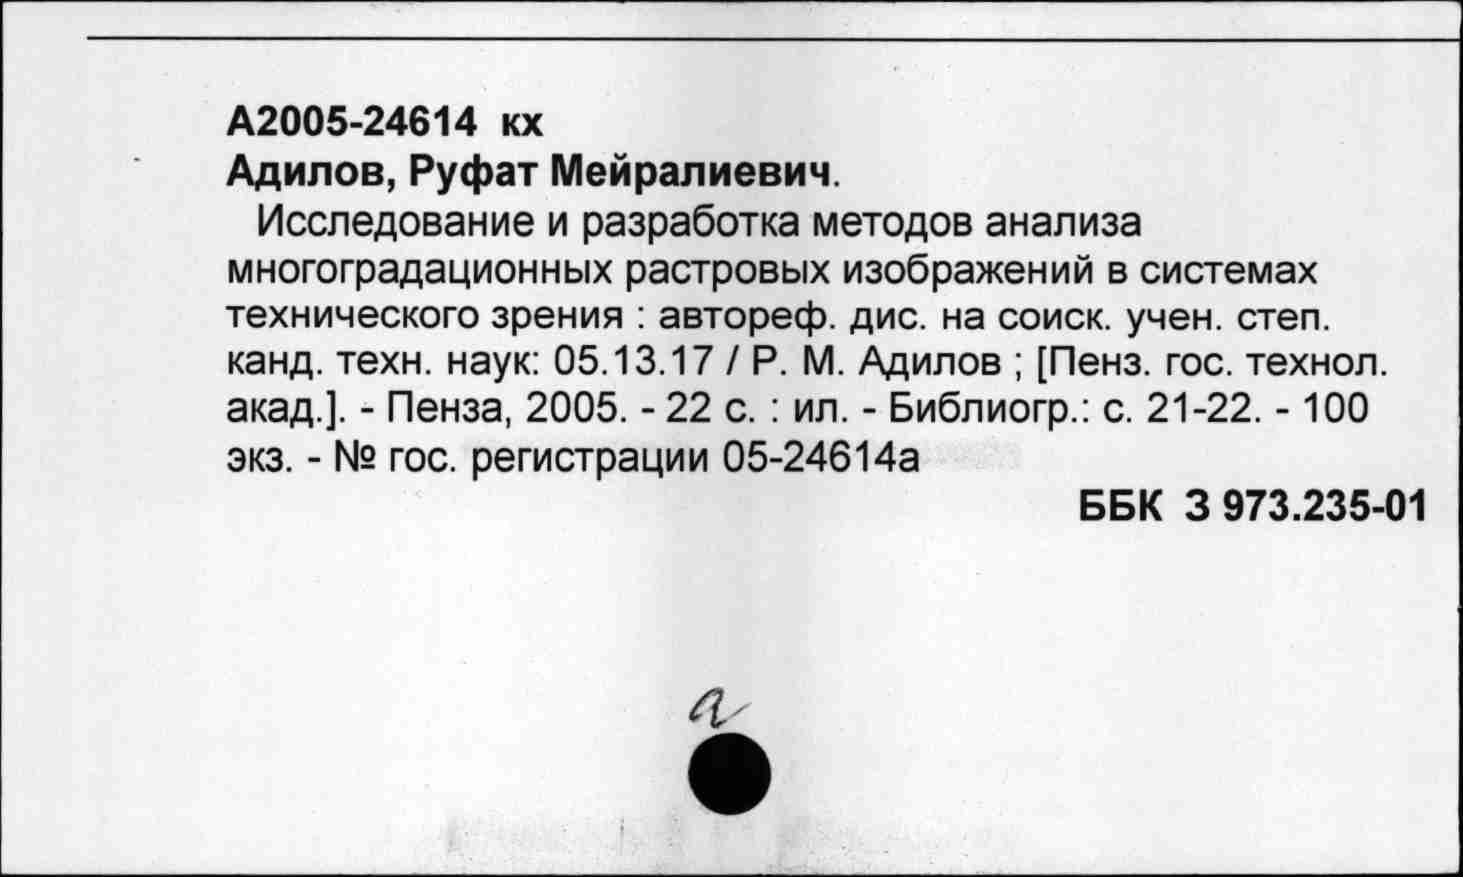 А2005-24614 кх
Адилов, Руфат Мейралиевич.
Исследование и разработка методов анализа
многоградационных растровых изображений в системах
технического зрения : автореф. дис. на соиск. учен. степ.
канд. техн. наук: 05.13.17 / Р. М. Адилов ; [Пенз. гос. технол.
акад.]. - Пенза, 2005. - 22 с. : ил. - Библиогр.: с. 21-22. - 100
экз. - № гос. регистрации 05-24614а
ББК З 973.235-01
а